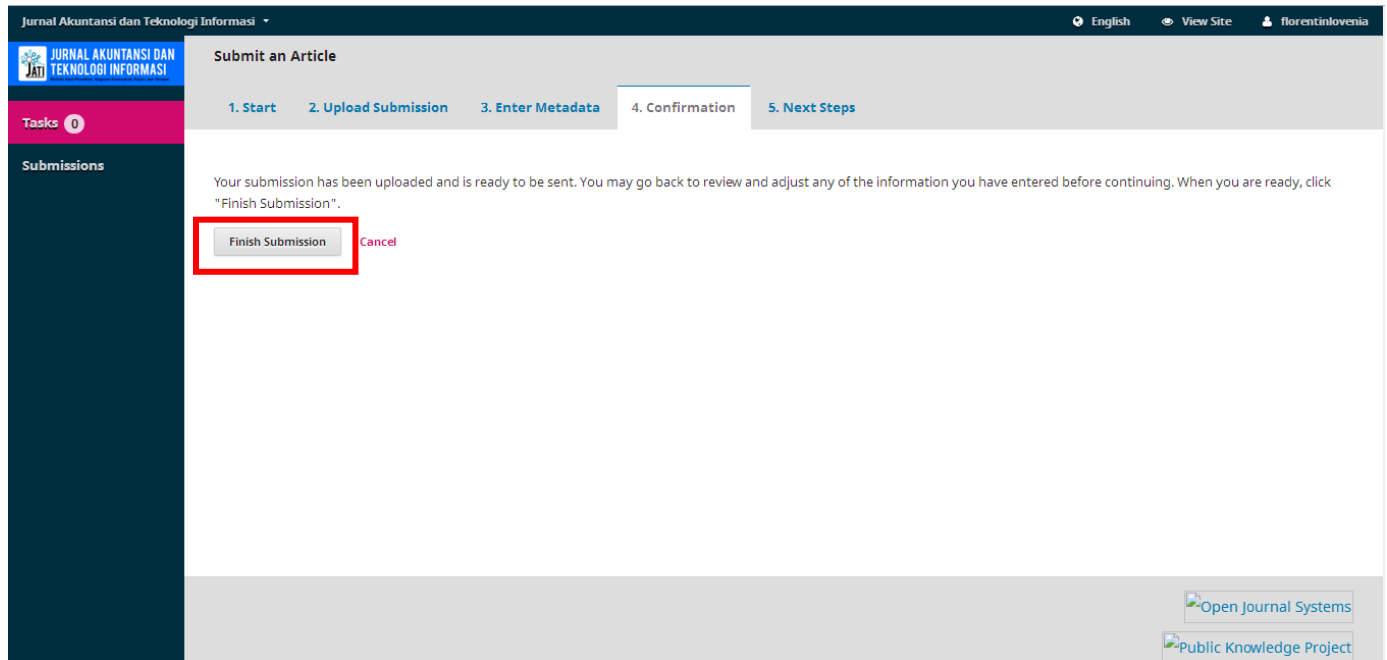 Jurnal Akuntansi dan Teknologi Informasi
English
View Site
florentinlovenia
JURNAL AKUNTANSI DAN
TEKNOLOGI INFORMASI
JATI
Tasks 0
Submissions
Submit an Article
1. Start
2. Upload Submission
3. Enter Metadata
4. Confirmation
5. Next Steps
Your submission has been uploaded and is ready to be sent. You may go back to review and adjust any of the information you have entered before continuing. When you are ready, click
"Finish Submission".
Finish Submission
Cancel
Open Journal Systems
Public Knowledge Project